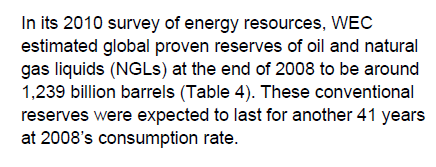 In its 2010 survey of energy resources, WEC
estimated global proven reserves of oil and natural
gas liquids (NGLs) at the end of 2008 to be around
1,239 billion barrels (Table 4). These conventional
reserves were expected to last for another 41 years
at 2008's consumption rate.